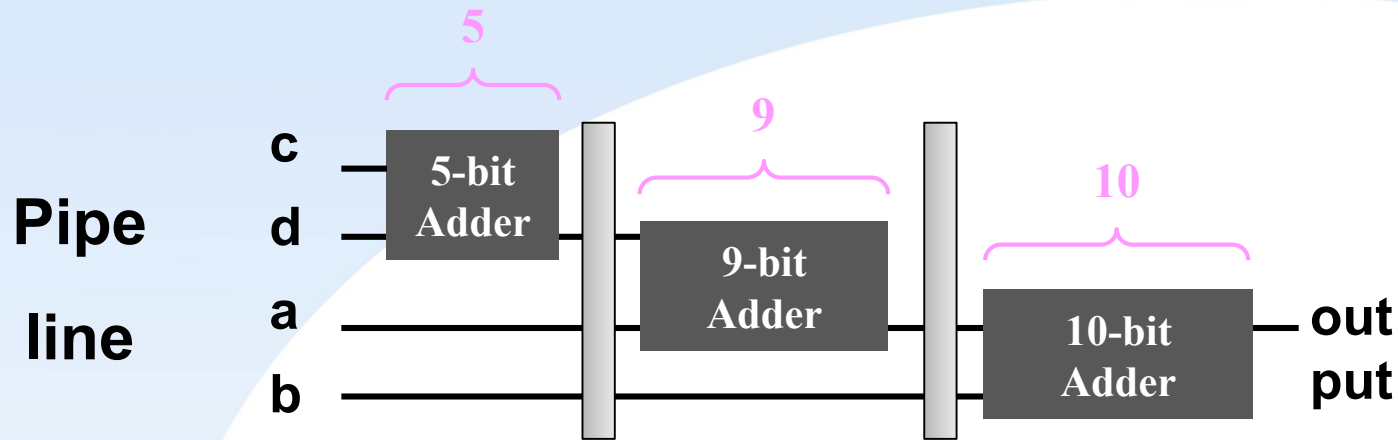 5
9
10
c
5-bit
Adder
Pipe
d
9-bit
Adder
line
a
10-bit
Adder
out
put
b